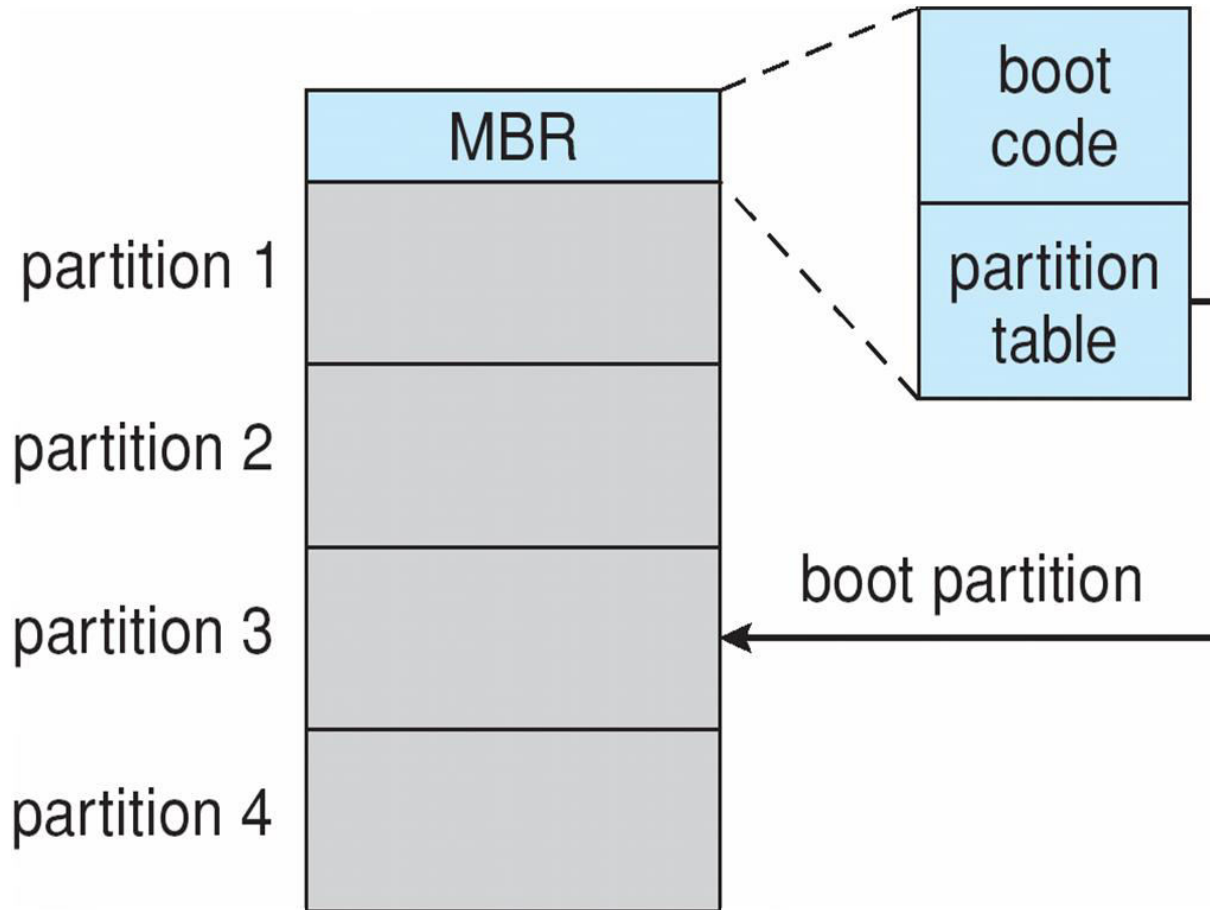 boot
code
MBR
partition 1
partition
table
partition 2
boot partition
partition 3
partition 4